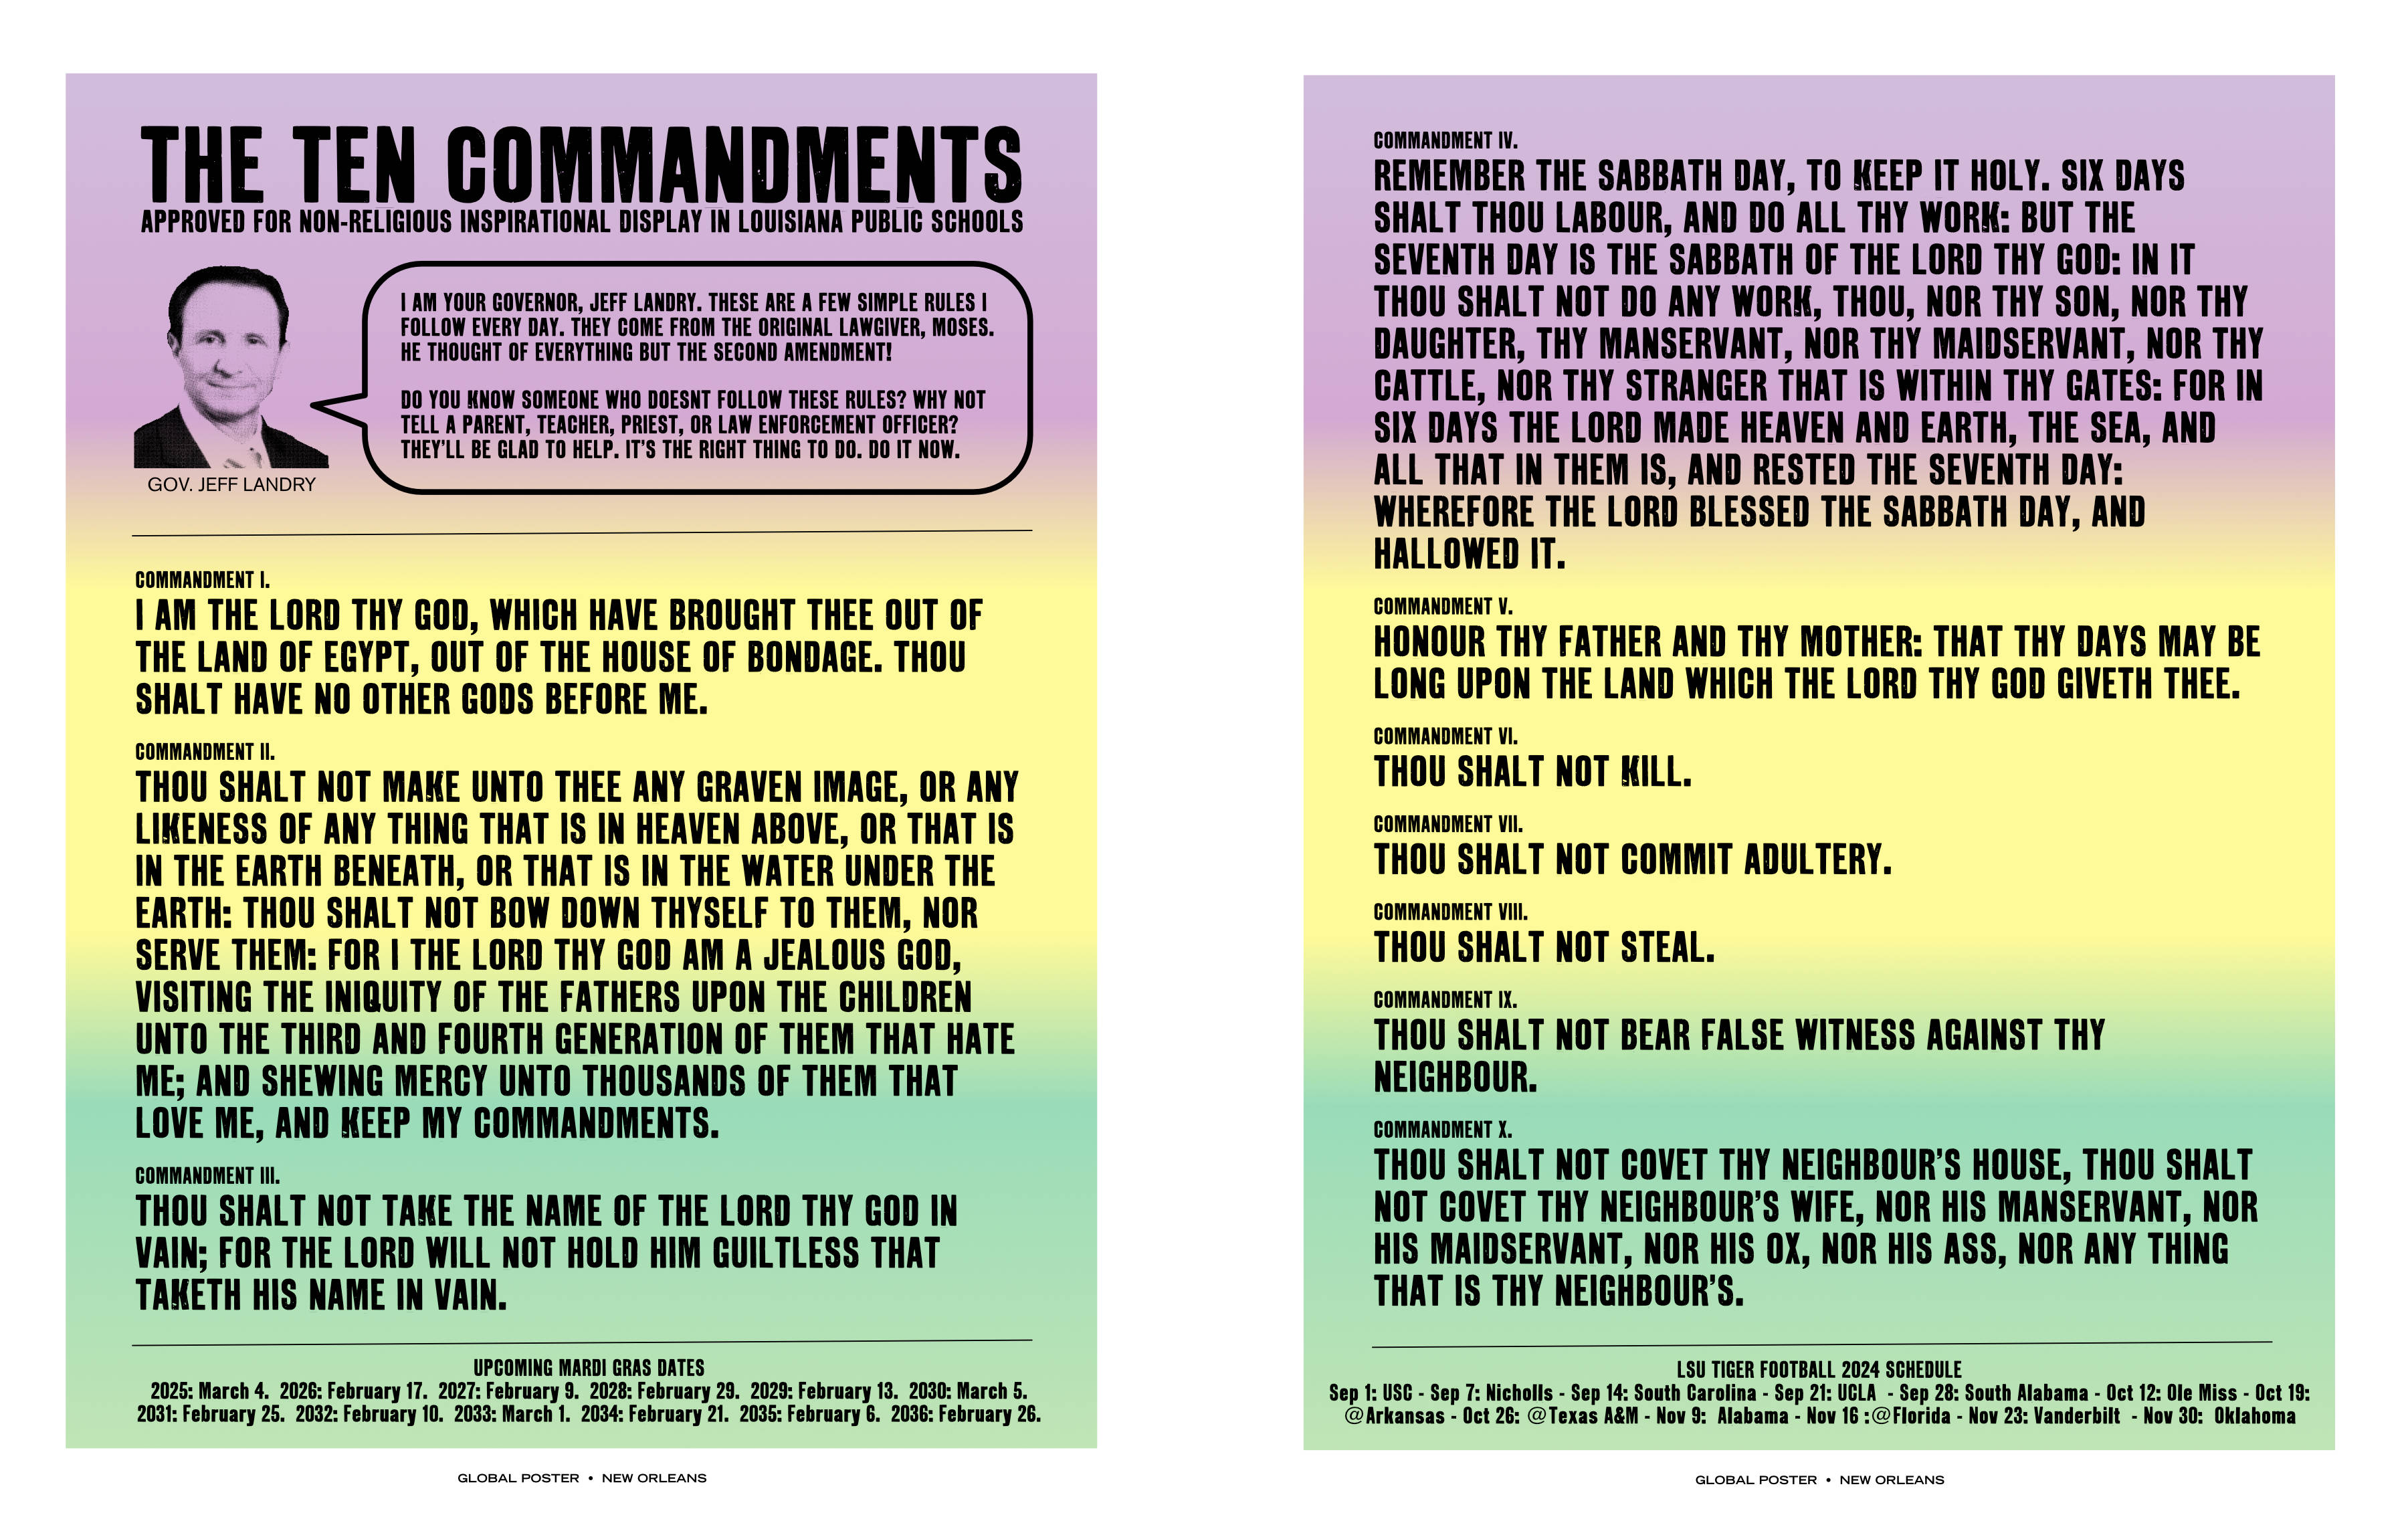 THE TEN COMMANDMENTS
APPROVED FOR NON-RELIGIOUS INSPIRATIONAL DISPLAY IN LOUISIANA PUBLIC SCHOOLS
I AM YOUR GOVERNOR, JEFF LANDRY. THESE ARE A FEW SIMPLE RULES I
FOLLOW EVERY DAY. THEY COME FROM THE ORIGINAL LAWGIVER, MOSES.
HE THOUGHT OF EVERYTHING BUT THE SECOND AMENDMENT!
DO YOU KNOW SOMEONE WHO DOESNT FOLLOW THESE RULES? WHY NOT
TELL A PARENT, TEACHER, PRIEST, OR LAW ENFORCEMENT OFFICER?
THEY'LL BE GLAD TO HELP. IT'S THE RIGHT THING TO DO. DO IT NOW.
GOV. JEFF LANDRY
COMMANDMENT I.
I AM THE LORD THY GOD, WHICH HAVE BROUGHT THEE OUT OF
THE LAND OF EGYPT, OUT OF THE HOUSE OF BONDAGE. THOU
SHALT HAVE NO OTHER GODS BEFORE ME.
COMMANDMENT II.
THOU SHALT NOT MAKE UNTO THEE ANY GRAVEN IMAGE, OR ANY
LIKENESS OF ANY THING THAT IS IN HEAVEN ABOVE, OR THAT IS
IN THE EARTH BENEATH, OR THAT IS IN THE WATER UNDER THE
EARTH: THOU SHALT NOT BOW DOWN THYSELF TO THEM, NOR
SERVE THEM: FOR I THE LORD THY GOD AM A JEALOUS GOD,
VISITING THE INIQUITY OF THE FATHERS UPON THE CHILDREN
UNTO THE THIRD AND FOURTH GENERATION OF THEM THAT HATE
ME; AND SHEWING MERCY UNTO THOUSANDS OF THEM THAT
LOVE ME, AND KEEP MY COMMANDMENTS.
COMMANDMENT III.
THOU SHALT NOT TAKE THE NAME OF THE LORD THY GOD IN
VAIN; FOR THE LORD WILL NOT HOLD HIM GUILTLESS THAT
TAKETH HIS NAME IN VAIN.
UPCOMING MARDI GRAS DATES
2025: March 4. 2026: February 17. 2027: February 9. 2028: February 29. 2029: February 13. 2030: March 5.
2031: February 25. 2032: February 10. 2033: March 1. 2034: February 21. 2035: February 6. 2036: February 26.
GLOBAL POSTER • NEW ORLEANS
COMMANDMENT IV.
REMEMBER THE SABBATH DAY, TO KEEP IT HOLY. SIX DAYS
SHALT THOU LABOUR, AND DO ALL THY WORK: BUT THE
SEVENTH DAY IS THE SABBATH OF THE LORD THY GOD: IN IT
THOU SHALT NOT DO ANY WORK, THOU, NOR THY SON, NOR THY
DAUGHTER, THY MANSERVANT, NOR THY MAIDSERVANT, NOR THY
CATTLE, NOR THY STRANGER THAT IS WITHIN THY GATES: FOR IN
SIX DAYS THE LORD MADE HEAVEN AND EARTH, THE SEA, AND
ALL THAT IN THEM IS, AND RESTED THE SEVENTH DAY:
WHEREFORE THE LORD BLESSED THE SABBATH DAY, AND
HALLOWED IT.
COMMANDMENT V.
HONOUR THY FATHER AND THY MOTHER: THAT THY DAYS MAY BE
LONG UPON THE LAND WHICH THE LORD THY GOD GIVETH THEE.
COMMANDMENT VI.
THOU SHALT NOT KILL.
COMMANDMENT VII.
THOU SHALT NOT COMMIT ADULTERY.
COMMANDMENT VIII.
THOU SHALT NOT STEAL.
COMMANDMENT IX.
THOU SHALT NOT BEAR FALSE WITNESS AGAINST THY
NEIGHBOUR.
COMMANDMENT X.
THOU SHALT NOT COVET THY NEIGHBOUR'S HOUSE, THOU SHALT
NOT COVET THY NEIGHBOUR'S WIFE, NOR HIS MANSERVANT, NOR
HIS MAIDSERVANT, NOR HIS OX, NOR HIS ASS, NOR ANY THING
THAT IS THY NEIGHBOUR'S.
LSU TIGER FOOTBALL 2024 SCHEDULE
Sep 1: USC - Sep 7: Nicholls - Sep 14: South Carolina - Sep 21: UCLA - Sep 28: South Alabama - Oct 12: Ole Miss - Oct 19:
@Arkansas - Oct 26: @Texas A&M - Nov 9: Alabama - Nov 16 :@Florida - Nov 23: Vanderbilt - Nov 30: Oklahoma
GLOBAL POSTER • NEW ORLEANS